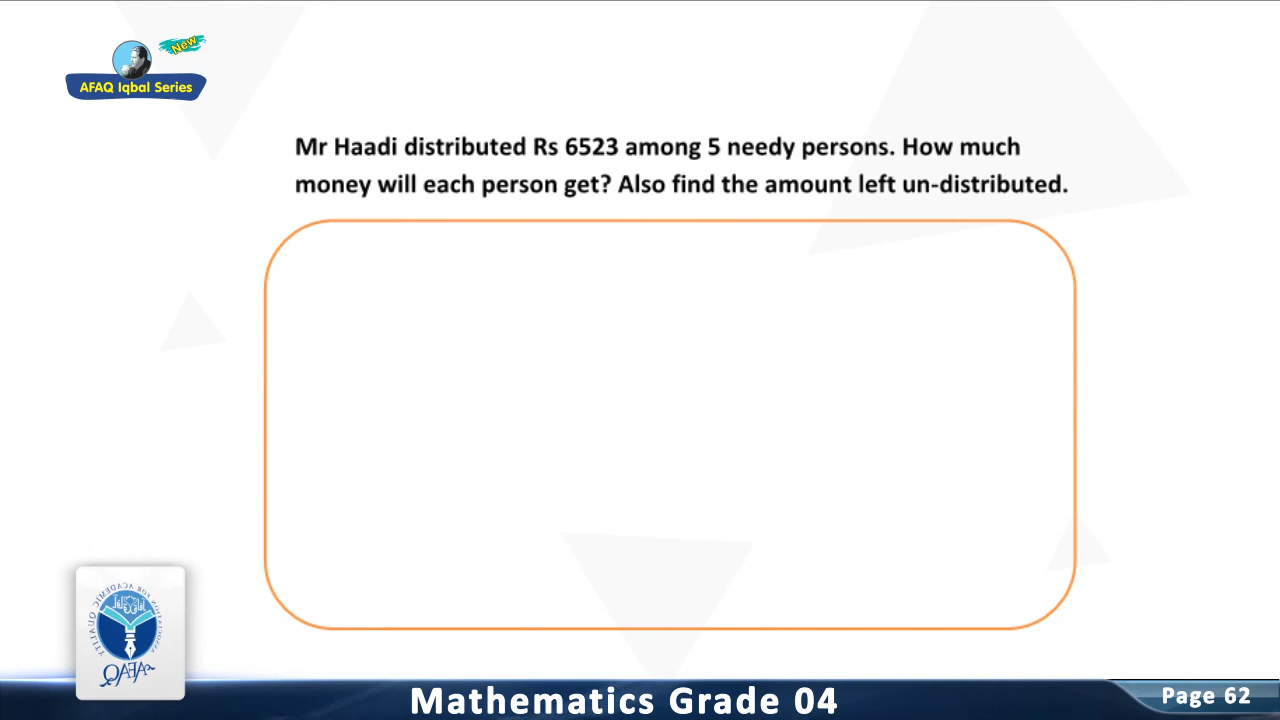 New
AFAQ Iqbal Series
Mr Haadi distributed Rs 6523 among 5 needy persons. How much
money will each person get? Also find the amount left un-distributed.
AFAQ
Mathematics Grade 04
Page 62